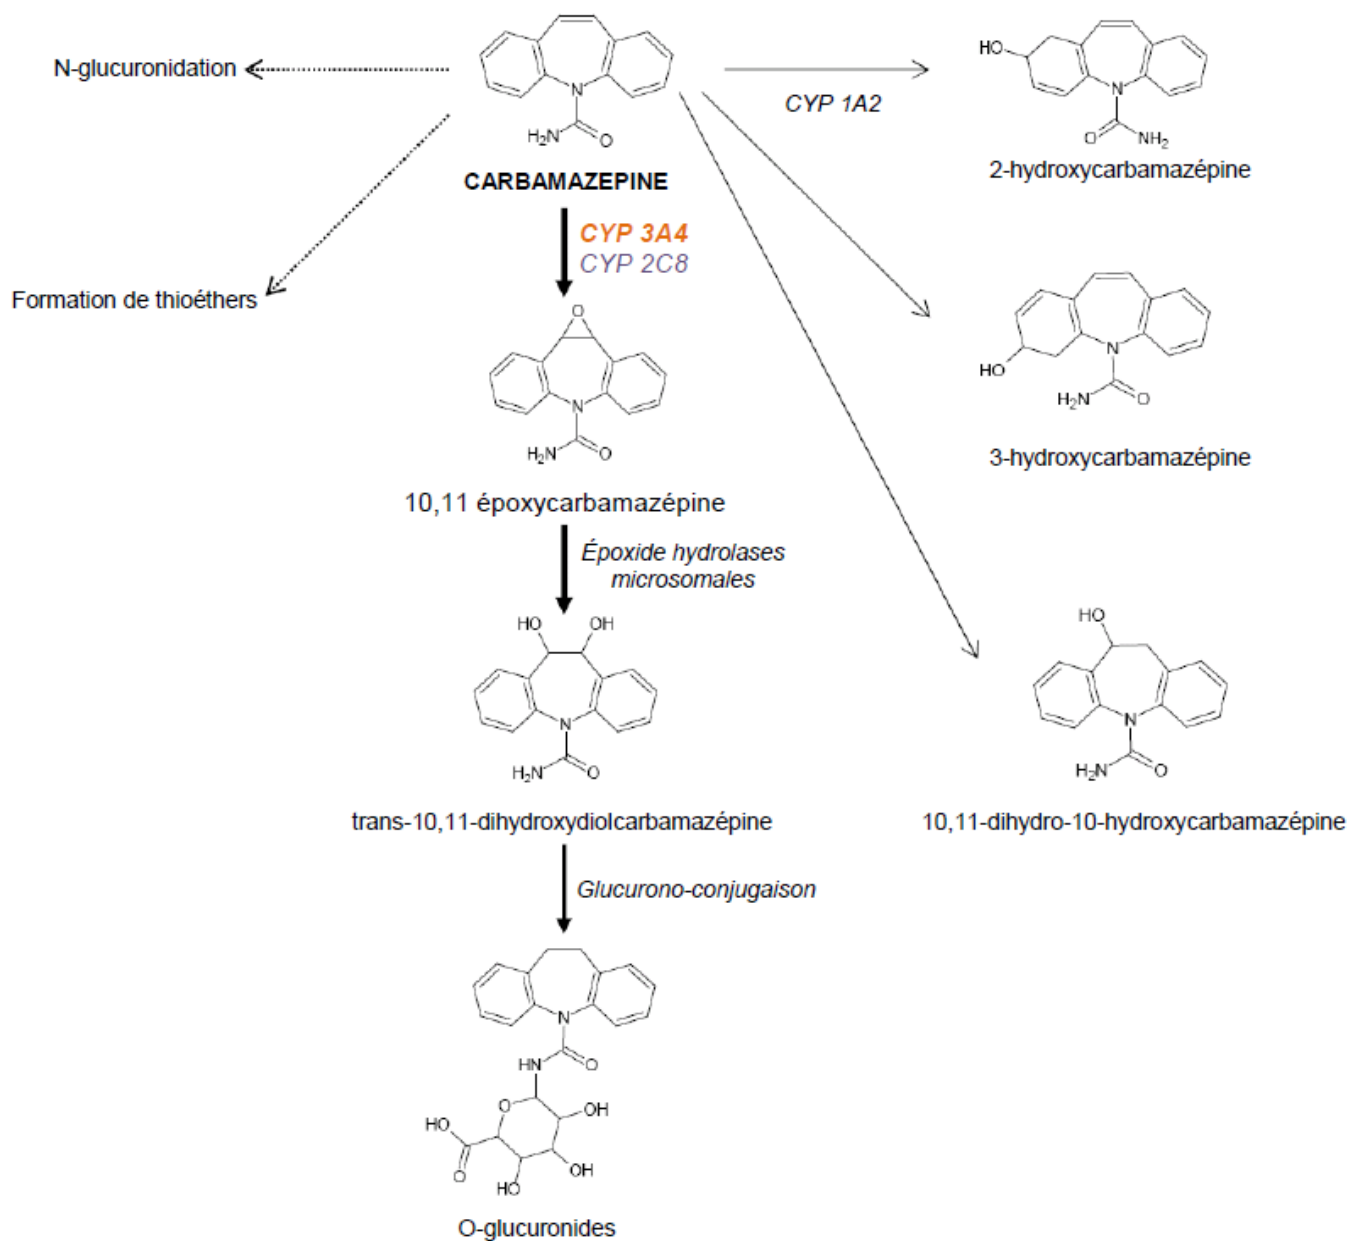 N-glucuronidation
N
H₂N
O
CARBAMAZEPINE
CYP 1A2
HO
N
O
NH₂
2-hydroxycarbamazépine
CYP 3A4
CYP 2C8
Formation de thioéthers
O
N
H₂N
O
10,11 époxycarbamazépine
N
HO
H₂N
O
3-hydroxycarbamazépine
Époxide hydrolases
microsomales
HO
OH
N
H₂N
O
trans-10,11-dihydroxydiolcarbamazépine
HO
N
H₂N
O
10,11-dihydro-10-hydroxycarbamazépine
Glucurono-conjugaison
N
HN
O
O
OH
HO
O
OH
HO
O-glucuronides